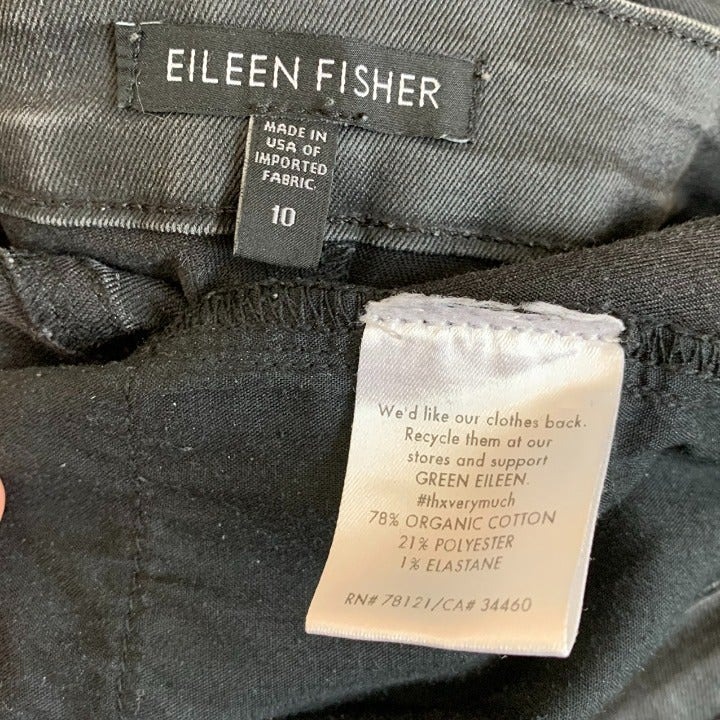 EILEEN FISHER
MADE IN
USA OF
IMPORTED
FABRIC.
10
We'd like our clothes back.
Recycle them at our
stores and support
GREEN EILEEN.
#thxverymuch
78% ORGANIC COTTON
21% POLYESTER
1% ELASTANE
RN# 78121/CA# 34460